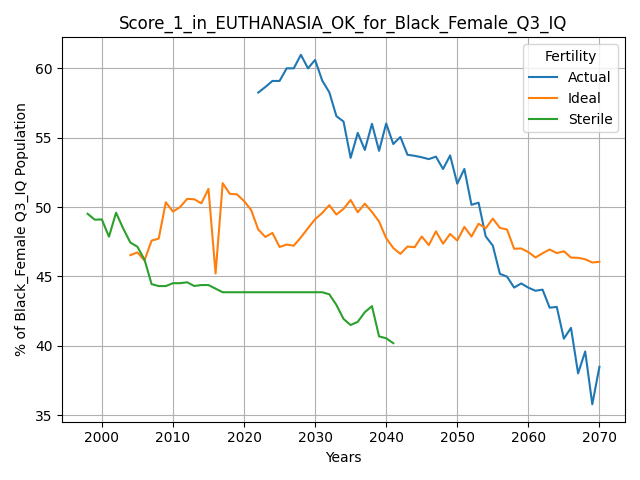 Score_1_in_EUTHANASIA_OK_for_Black_Female_Q3_IQ
Fertility
Actual
Ideal
Sterile
% of Black_Female Q3_IQ Population
60
55
50
45
40
35
2000 2010 2020 2030 2040 2050 2060 2070
Years